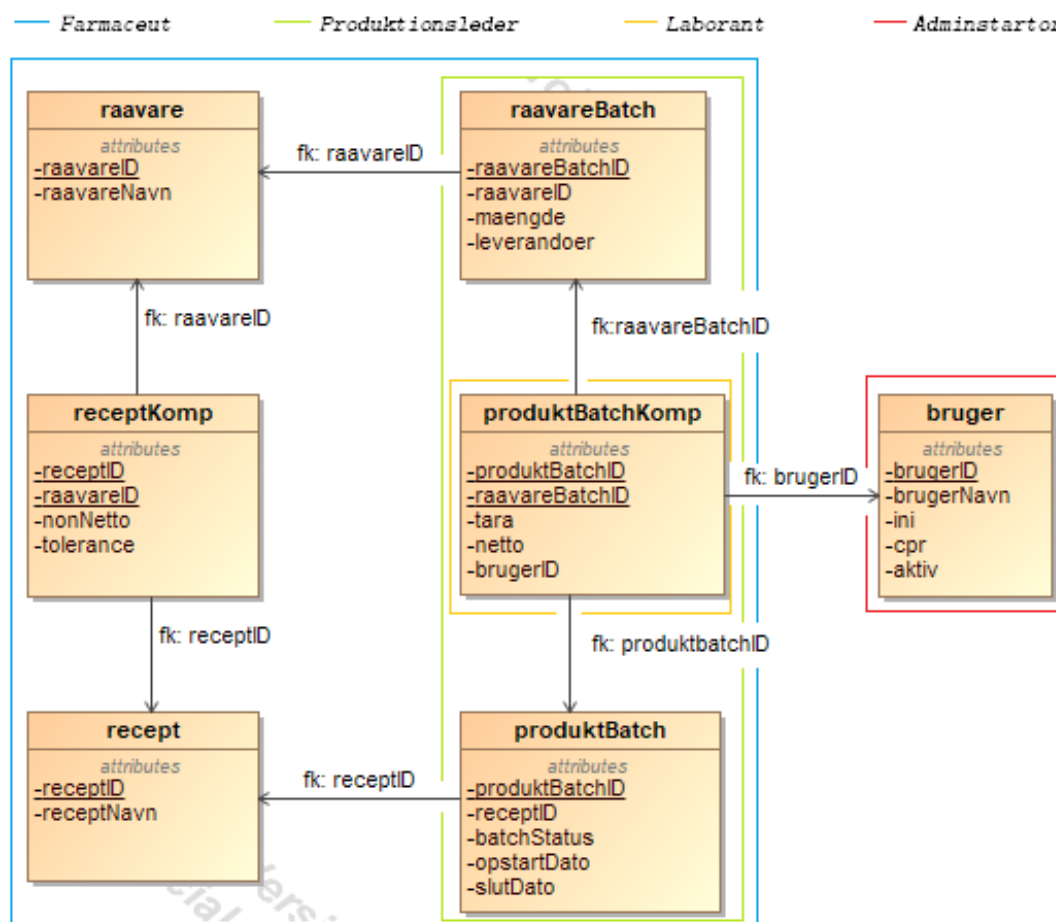 Farmaceut Produktionsleder Laborant Adminstartor
raavare
attributes
-raavareID
-raavareNavn
fk: raavareID
raavareBatch
attributes
-raavareBatchID
-raavareID
-maengde
-leverandoer
fk: raavareID
fk:raavareBatchID
receptKomp
attributes
-receptID
-raavareID
-nonNetto
-tolerance
produktBatchKomp
attributes
-produktBatchID
-raavareBatchID
-tara
-netto
-brugerID
fk: brugerID
bruger
attributes
-brugerID
-brugerNavn
-ini
-cpr
-aktiv
fk: receptID
fk: produktbatchID
recept
attributes
-receptID
-receptNavn
fk: receptID
produktBatch
attributes
-produktBatchID
-receptID
-batchStatus
-opstartDato
-slutDato